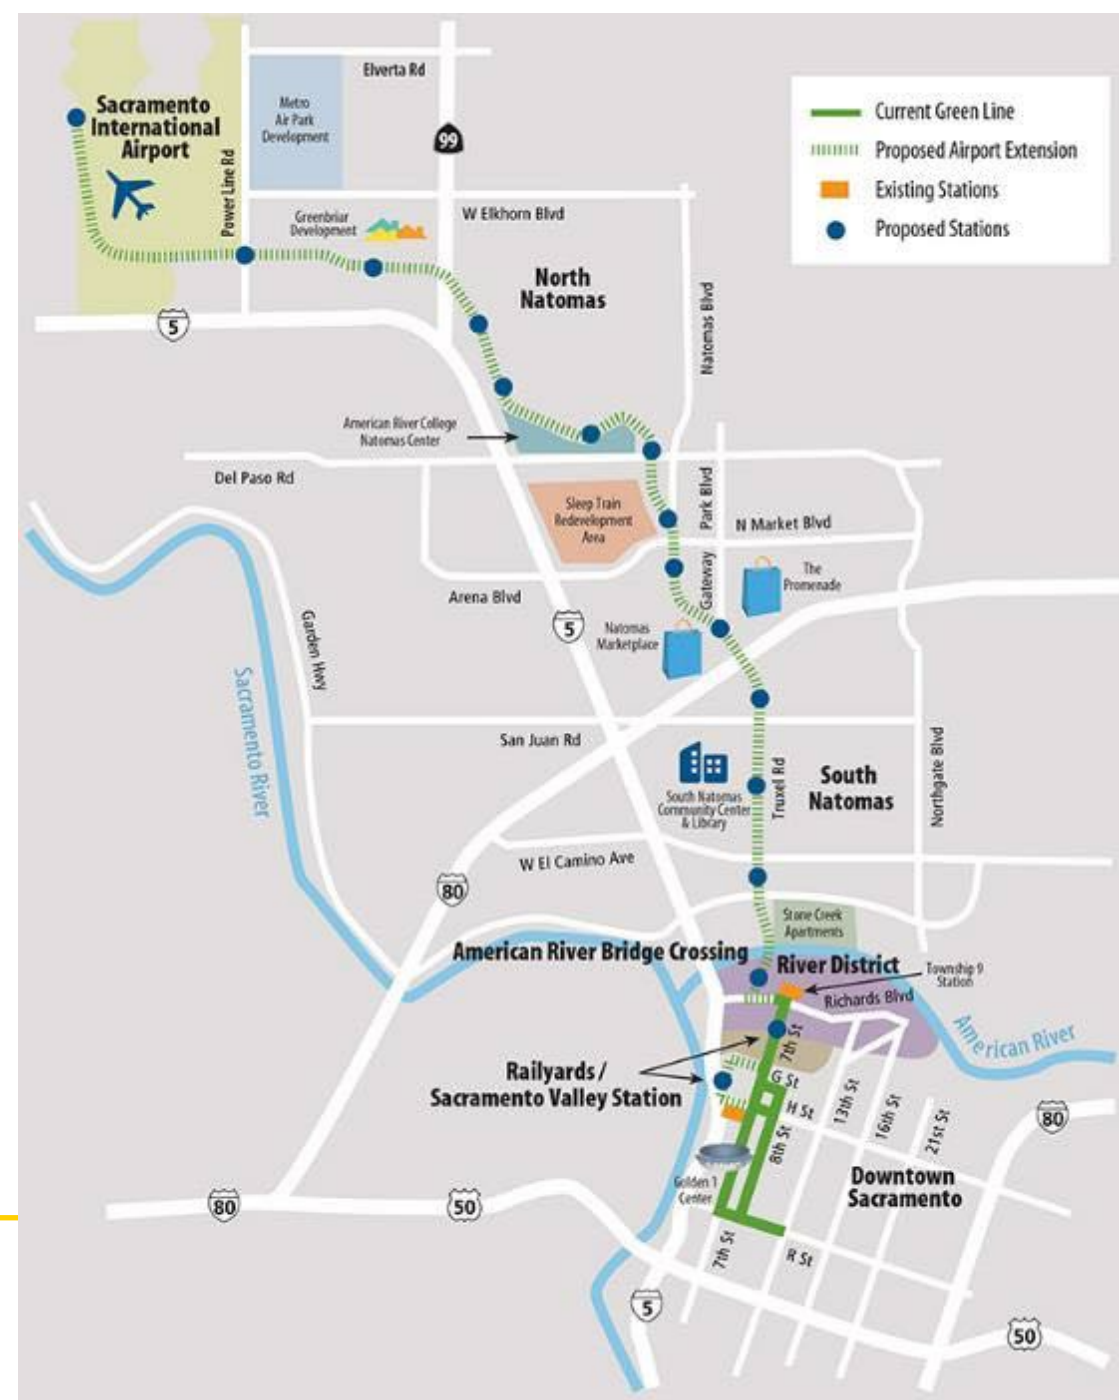 Elverta Rd
Sacramento
International
Airport
Metro
Air Park
Development
99
Current Green Line
Proposed Airport Extension
Existing Stations
Proposed Stations
Power Line Rd
Greenbriar
Development
W Elkhorn Blvd
North
Natomas
5
Natomas Blvd
American River College
Natomas Center
Del Paso Rd
Sleep Train
Redevelopment
Area
Gateway Park Blvd
N Market Blvd
The
Promenade
Arena Blvd
5
Natomas
Marketplace
Garden Hwy
Sacramento River
San Juan Rd
South Natomas
Community Center
& Library
Truxel Rd
South
Natomas
Northgate Blvd
W El Camino Ave
80
Stone Creek
Apartments
American River Bridge Crossing
River District
Township 9
Station
Richards Blvd
American River
7th St
Railyards /
Sacramento Valley Station
G St
H St
8th St
13th St
16th St
21st St
80
Golden 1
Center
Downtown
Sacramento
80
50
7th St
R St
5
50